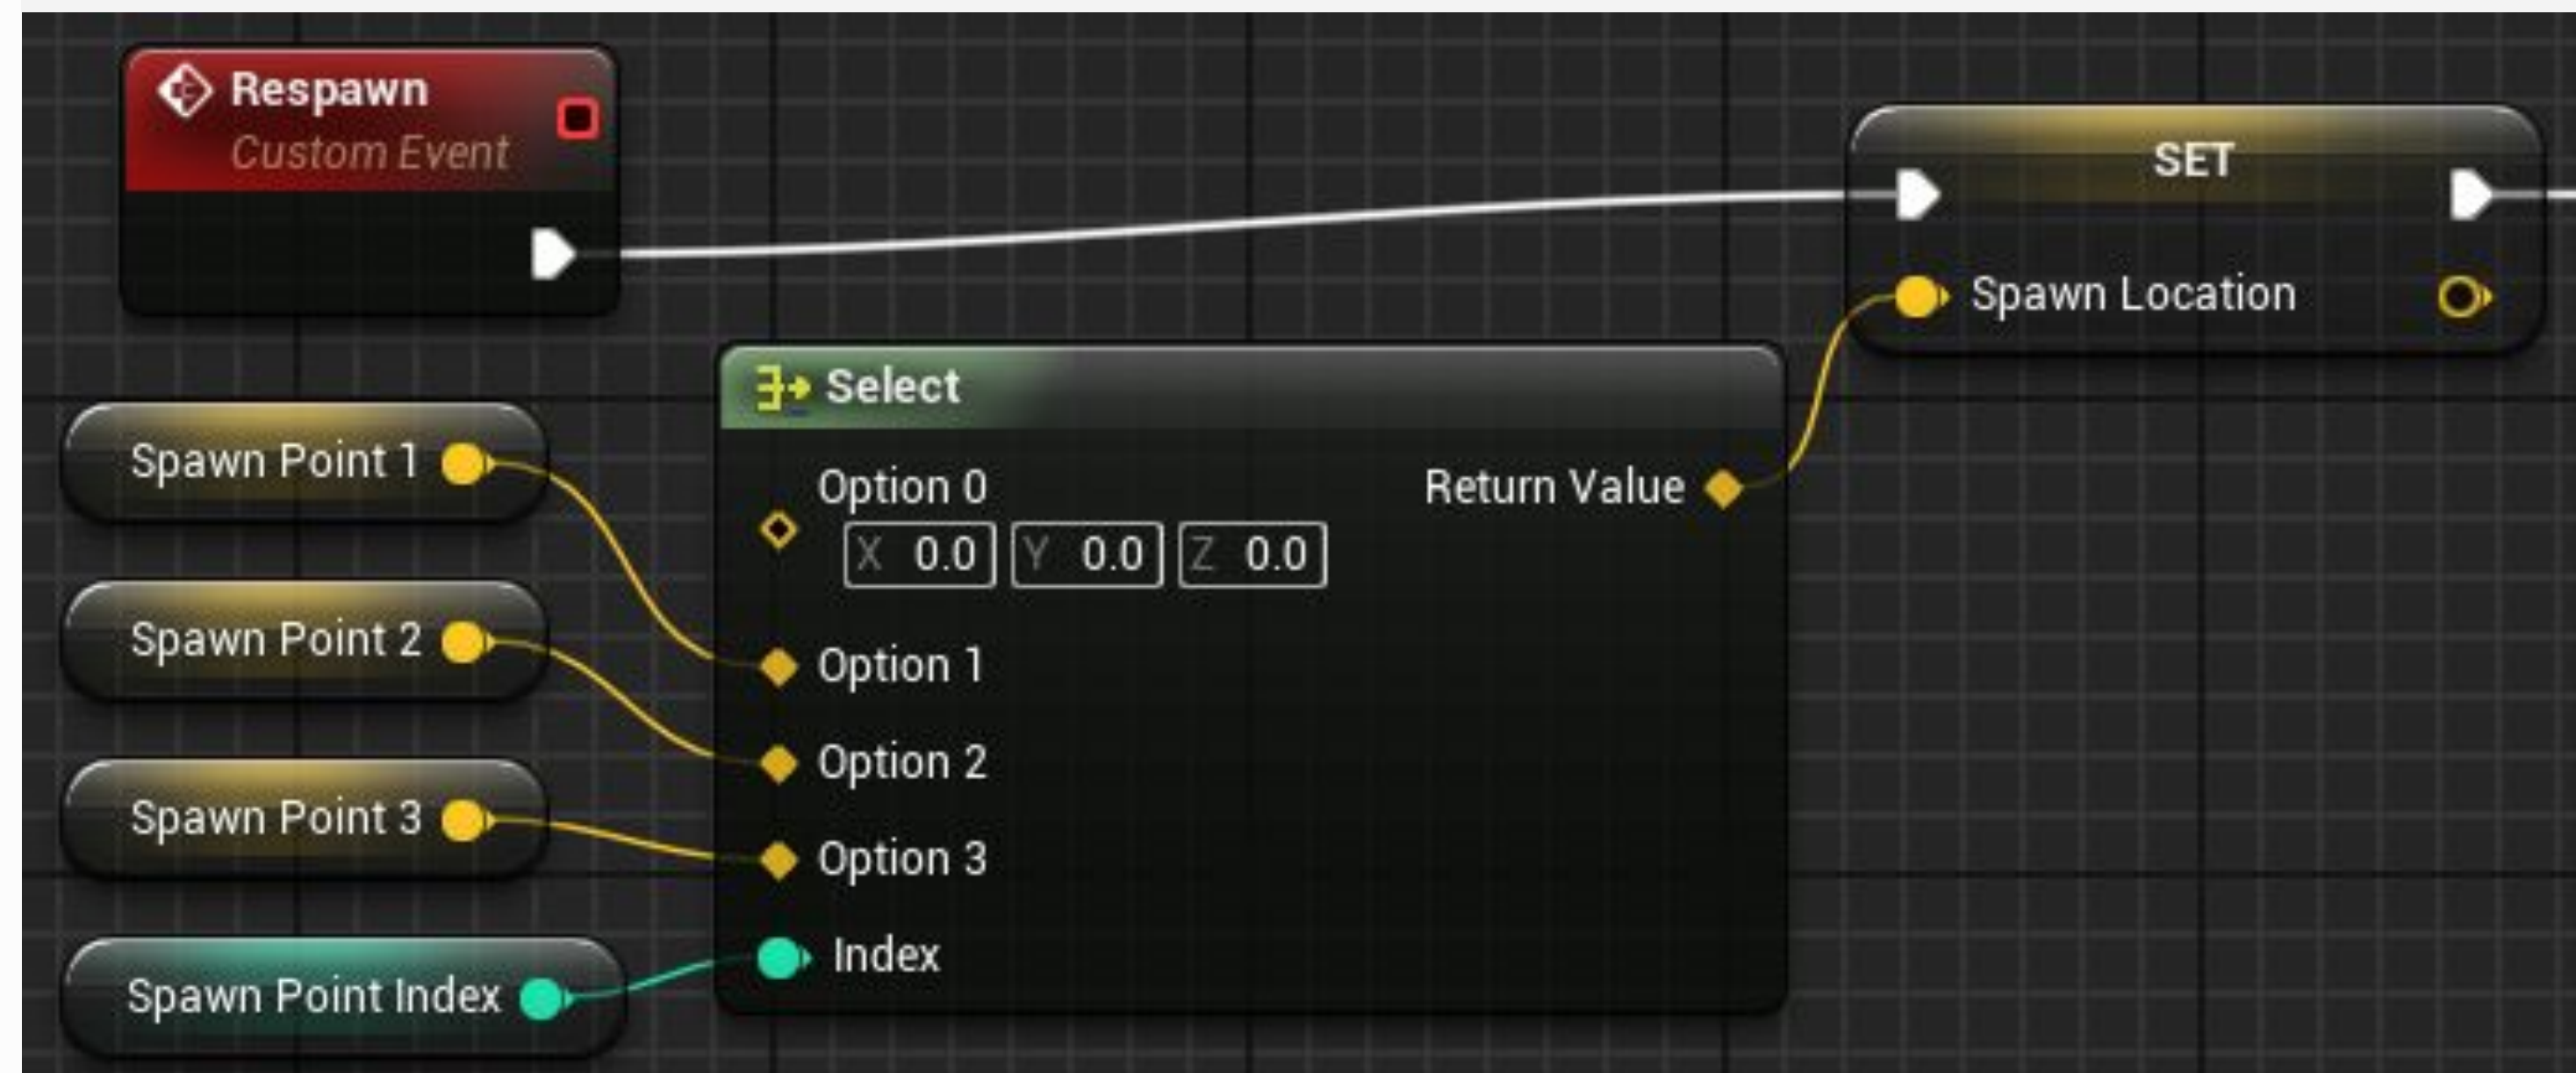 Respawn
Custom Event
SET
Spawn Location
Select
Spawn Point 1
Option 0
Return Value
X 0.0 Y 0.0 Z 0.0
Spawn Point 2
Option 1
Option 2
Spawn Point 3
Option 3
Index
Spawn Point Index